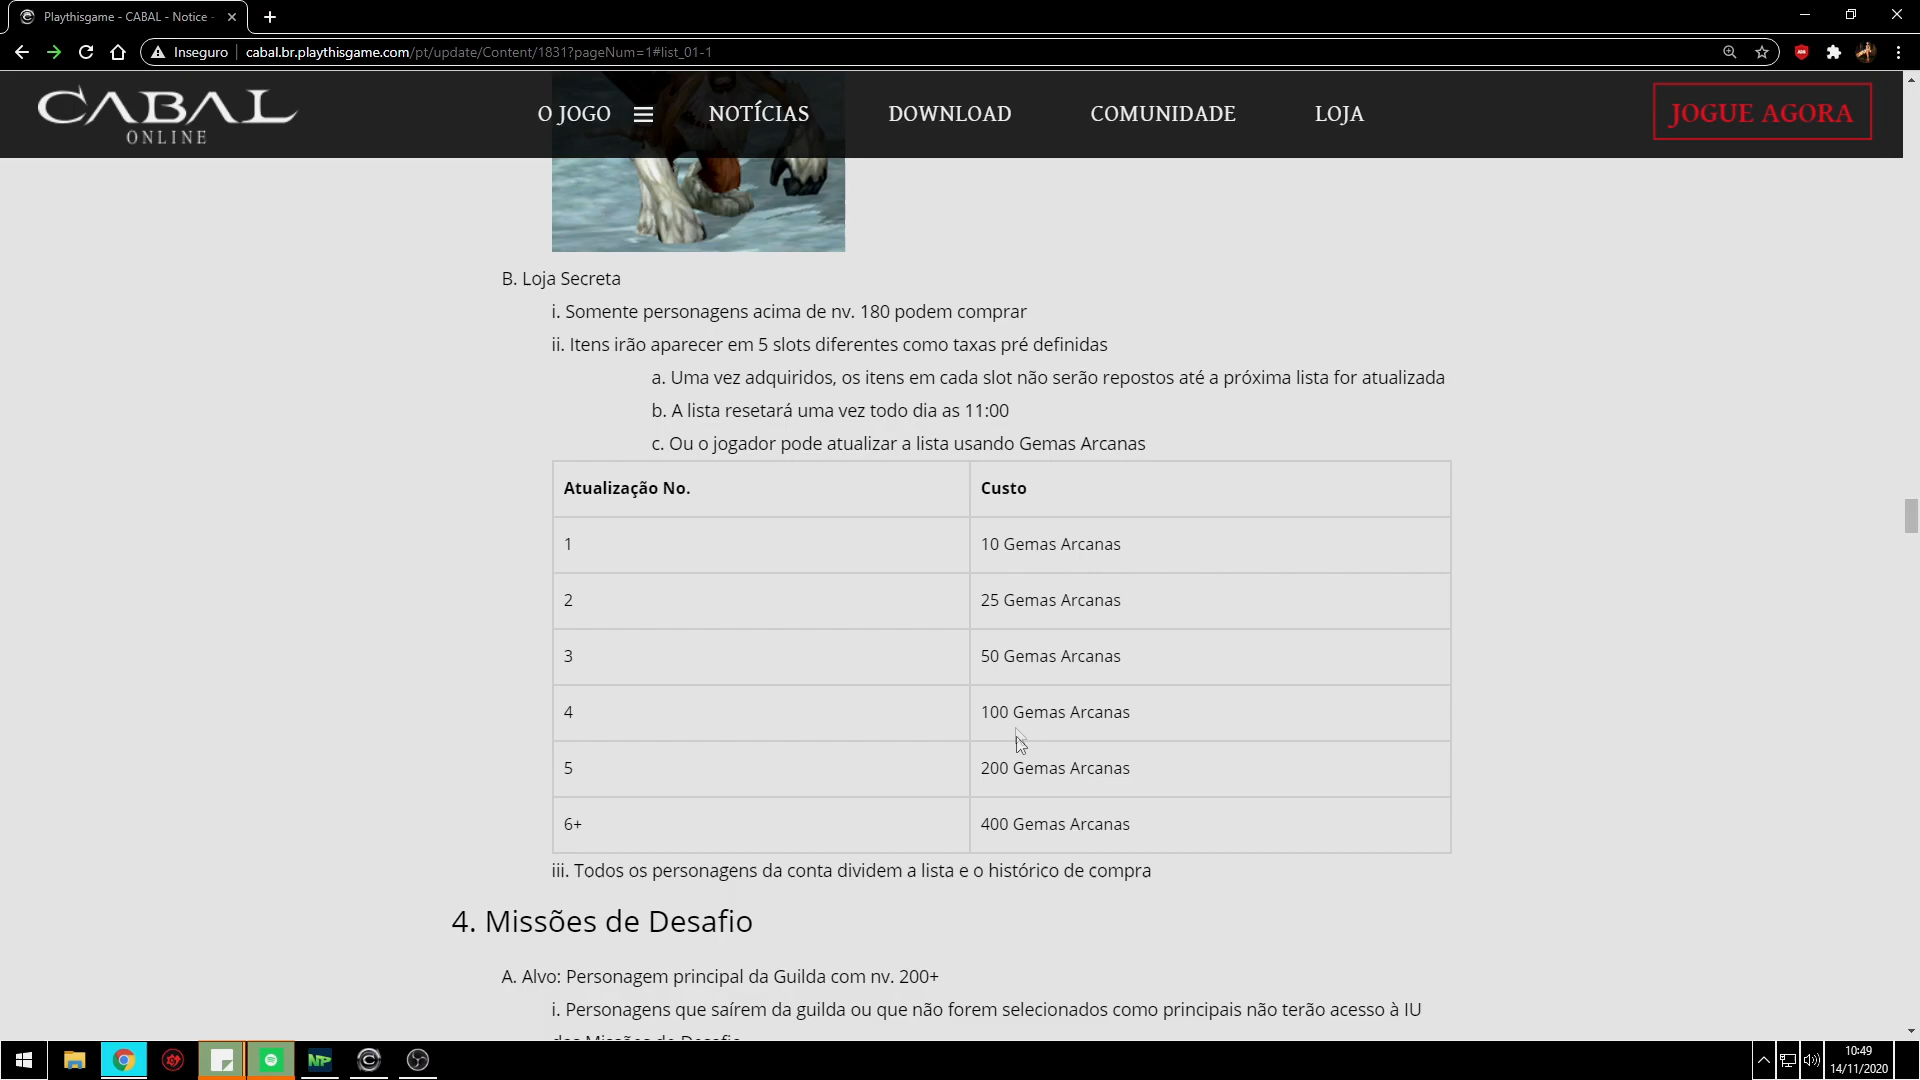 Playthisgame - CABAL - Notice -
Inseguro
cabal.br.playthisgame.com/pt/update/Content/1831?pageNum=1#list_01-1
CABAL
ONLINE
O JOGO
NOTÍCIAS
DOWNLOAD
COMUNIDADE
LOJA
JOGUE AGORA
B. Loja Secreta
i. Somente personagens acima de nv. 180 podem comprar
ii. Itens irão aparecer em 5 slots diferentes como taxas pré definidas
a. Uma vez adquiridos, os itens em cada slot não serão repostos até a próxima lista for atualizada
b. A lista resetará uma vez todo dia as 11:00
c. Ou o jogador pode atualizar a lista usando Gemas Arcanas
Atualização No. Custo
1 10 Gemas Arcanas
2 25 Gemas Arcanas
3 50 Gemas Arcanas
4 100 Gemas Arcanas
5 200 Gemas Arcanas
6+ 400 Gemas Arcanas
iii. Todos os personagens da conta dividem a lista e o histórico de compra
4. Missões de Desafio
A. Alvo: Personagem principal da Guilda com nv. 200+
i. Personagens que saírem da guilda ou que não forem selecionados como principais não terão acesso à IU
das Missões de Desafio
NP
10:49
14/11/2020